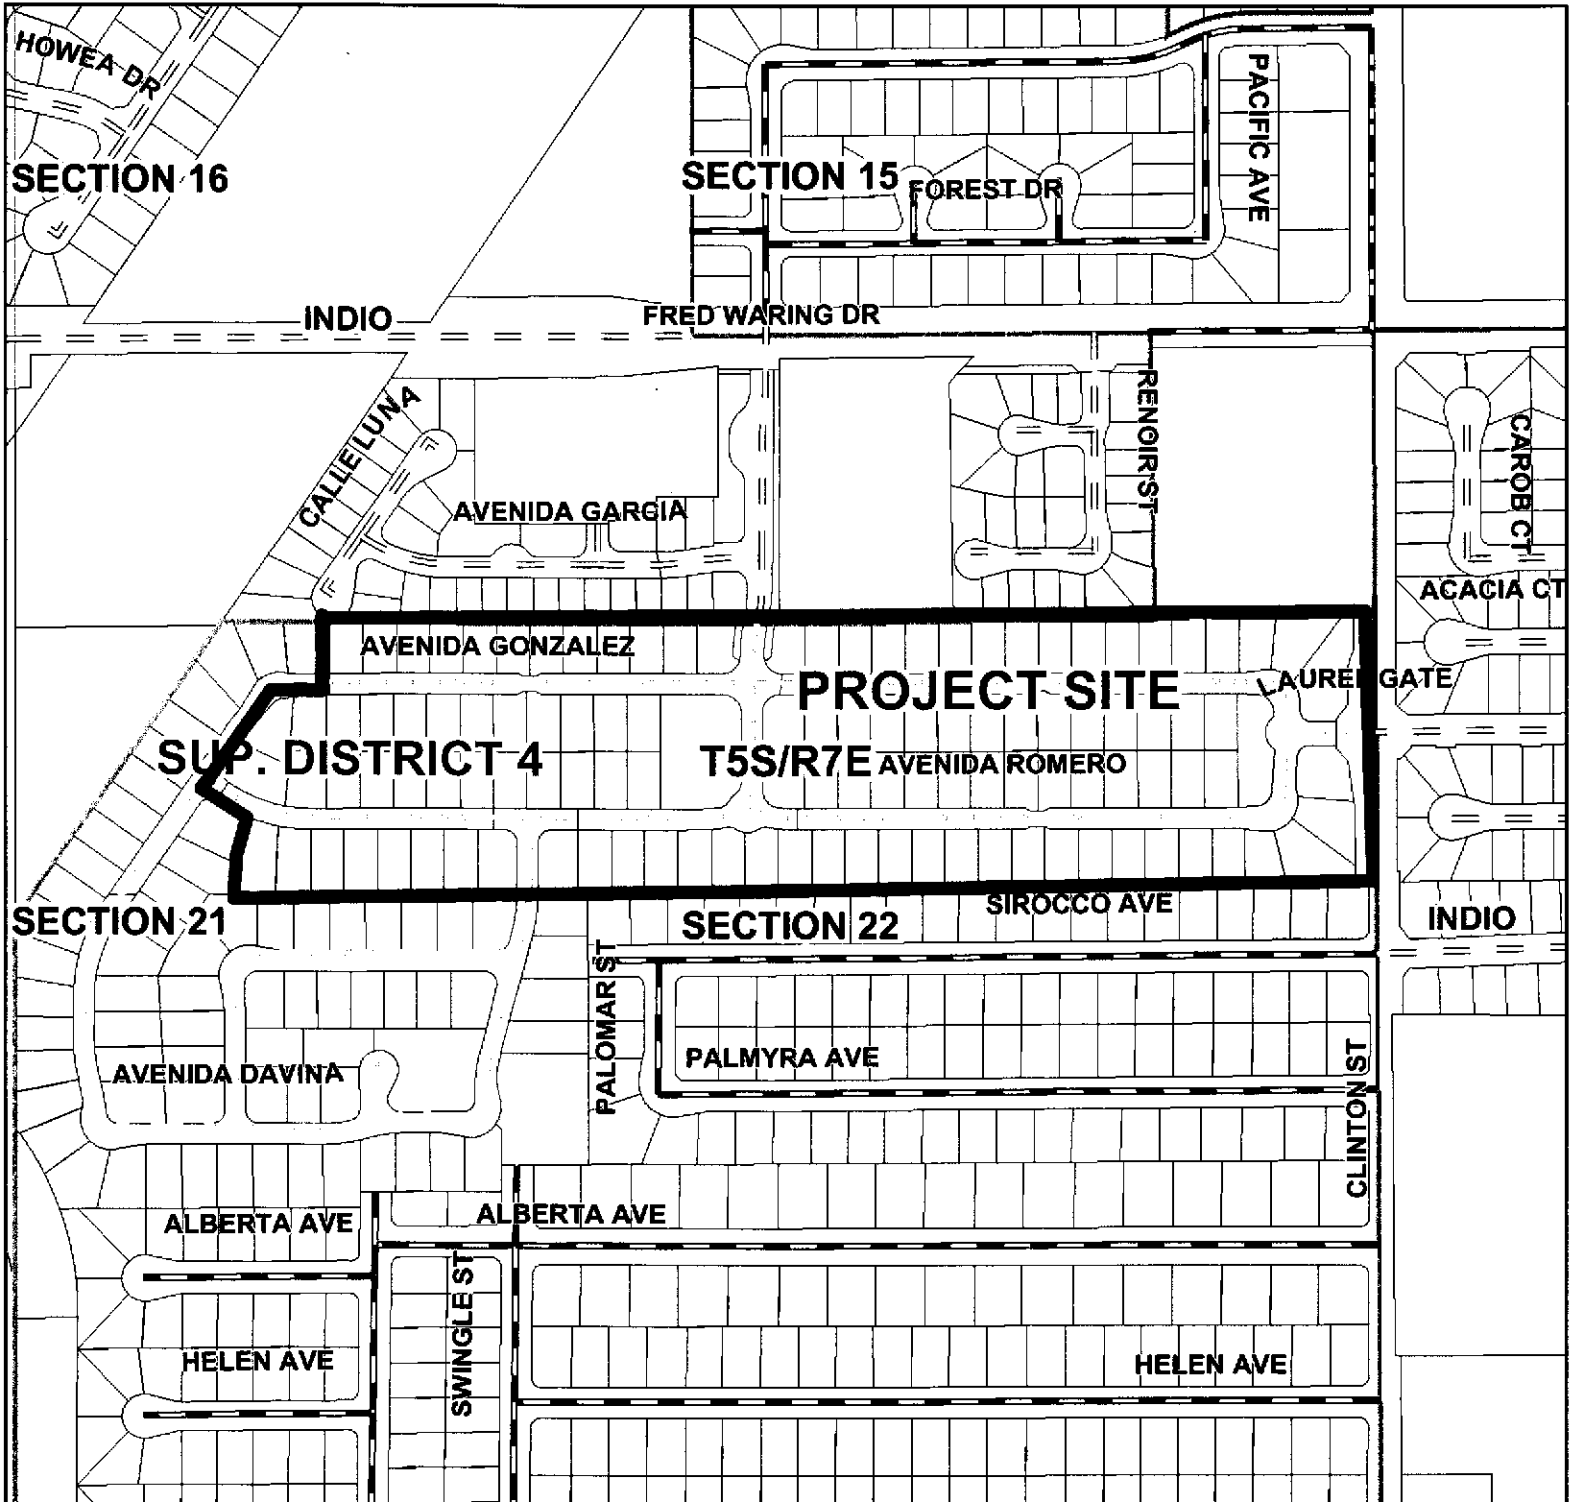 HOWEA DR
PACIFIC AVE
SECTION 16
SECTION 15
FOREST DR
INDIO
FRED WARING DR
CALLE LUNA
RENOIR ST
CAROB CT
AVENIDA GARCIA
ACACIA CT
AVENIDA GONZALEZ
PROJECT SITE
LAUREL GATE
SUP. DISTRICT 4
T5S/R7E
AVENIDA ROMERO
SIROCCO AVE
SECTION 21
SECTION 22
INDIO
PALOMAR ST
PALMYRA AVE
AVENIDA DAVINA
CLINTON ST
ALBERTA AVE
ALBERTA AVE
SWINGLE ST
HELEN AVE
HELEN AVE